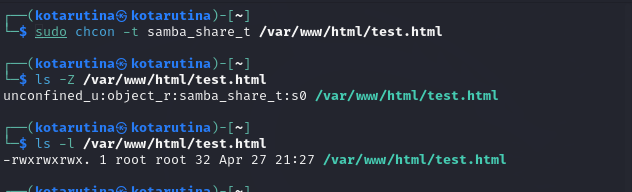 ┌──(kotarutina㉿kotarutina)-[~]
└─$ sudo chcon -t samba_share_t /var/www/html/test.html
┌──(kotarutina㉿kotarutina)-[~]
└─$ ls -Z /var/www/html/test.html
unconfined_u:object_r:samba_share_t:s0 /var/www/html/test.html
┌──(kotarutina㉿kotarutina)-[~]
└─$ ls -l /var/www/html/test.html
-rwxrwxrwx. 1 root root 32 Apr 27 21:27 /var/www/html/test.html